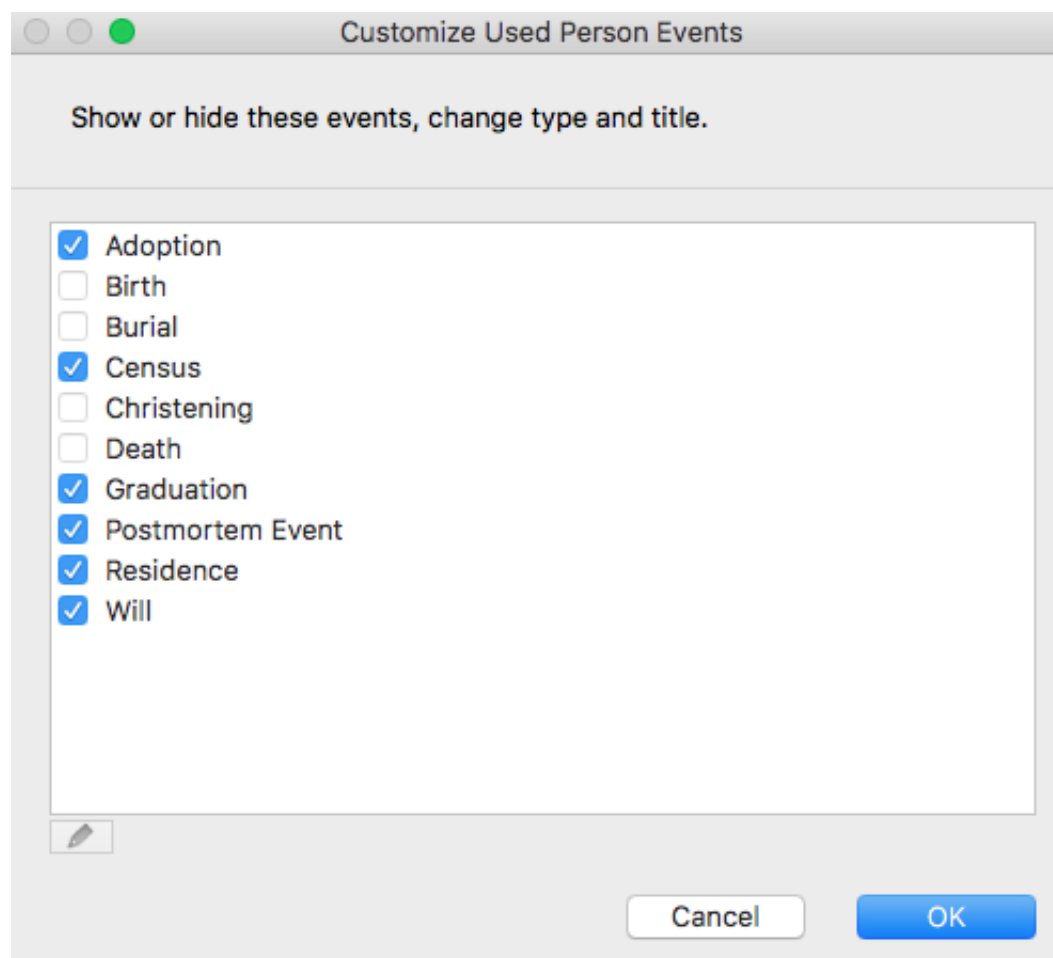 Customize Used Person Events
Show or hide these events, change type and title.
Adoption
Birth
Burial
Census
Christening
Death
Graduation
Postmortem Event
Residence
Will
Cancel
OK